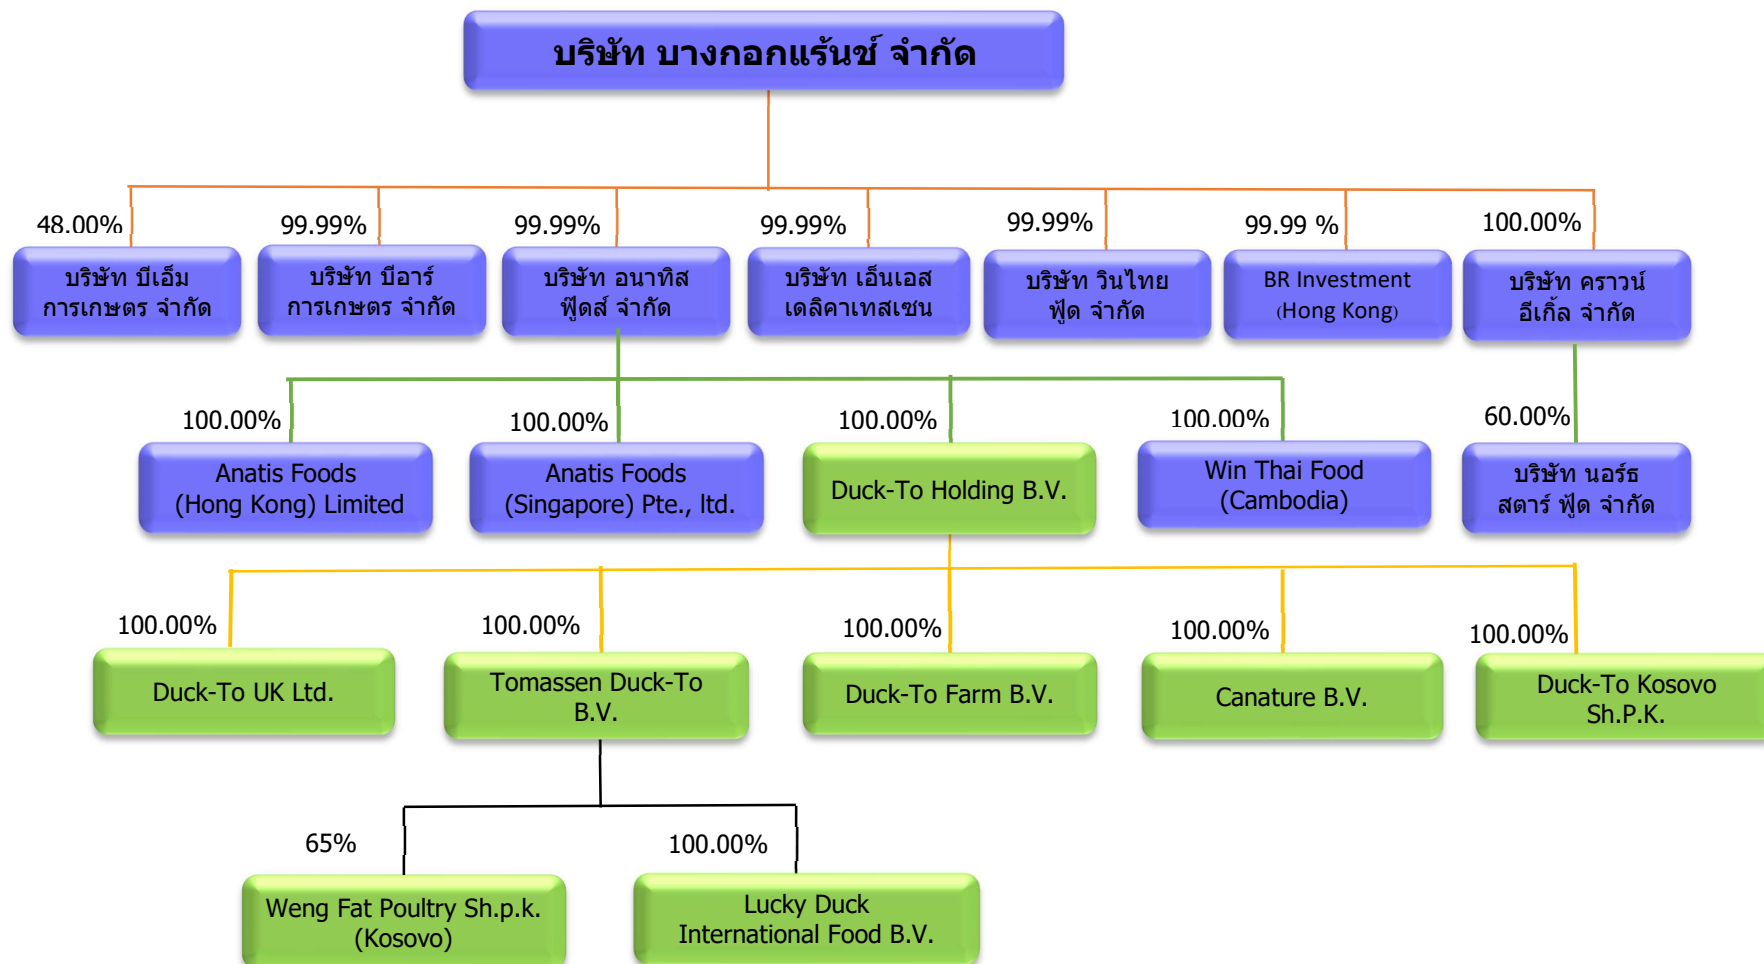 บริษัท บางกอกแร้นช์ จำกัด
48.00%
99.99%
99.99%
99.99%
99.99%
99.99 %
100.00%
บริษัท บีเอ็ม
การเกษตร จำกัด
บริษัท บีอาร์
การเกษตร จำกัด
บริษัท อนาทิส
ฟู้ดส์ จำกัด
บริษัท เอ็นเอส
เดลิคาเทสเซน
บริษัท วินไทย
ฟู้ด จำกัด
BR Investment
(Hong Kong)
บริษัท คราวน์
อีเกิ้ล จำกัด
100.00%
100.00%
100.00%
100.00%
60.00%
Anatis Foods
(Hong Kong) Limited
Anatis Foods
(Singapore) Pte., ltd.
Duck-To Holding B.V.
Win Thai Food
(Cambodia)
บริษัท นอร์ธ
สตาร์ ฟู้ด จำกัด
100.00%
100.00%
100.00%
100.00%
100.00%
Duck-To UK Ltd.
Tomassen Duck-To
B.V.
Duck-To Farm B.V.
Canature B.V.
Duck-To Kosovo
Sh.P.K.
65%
100.00%
Weng Fat Poultry Sh.p.k.
(Kosovo)
Lucky Duck
International Food B.V.